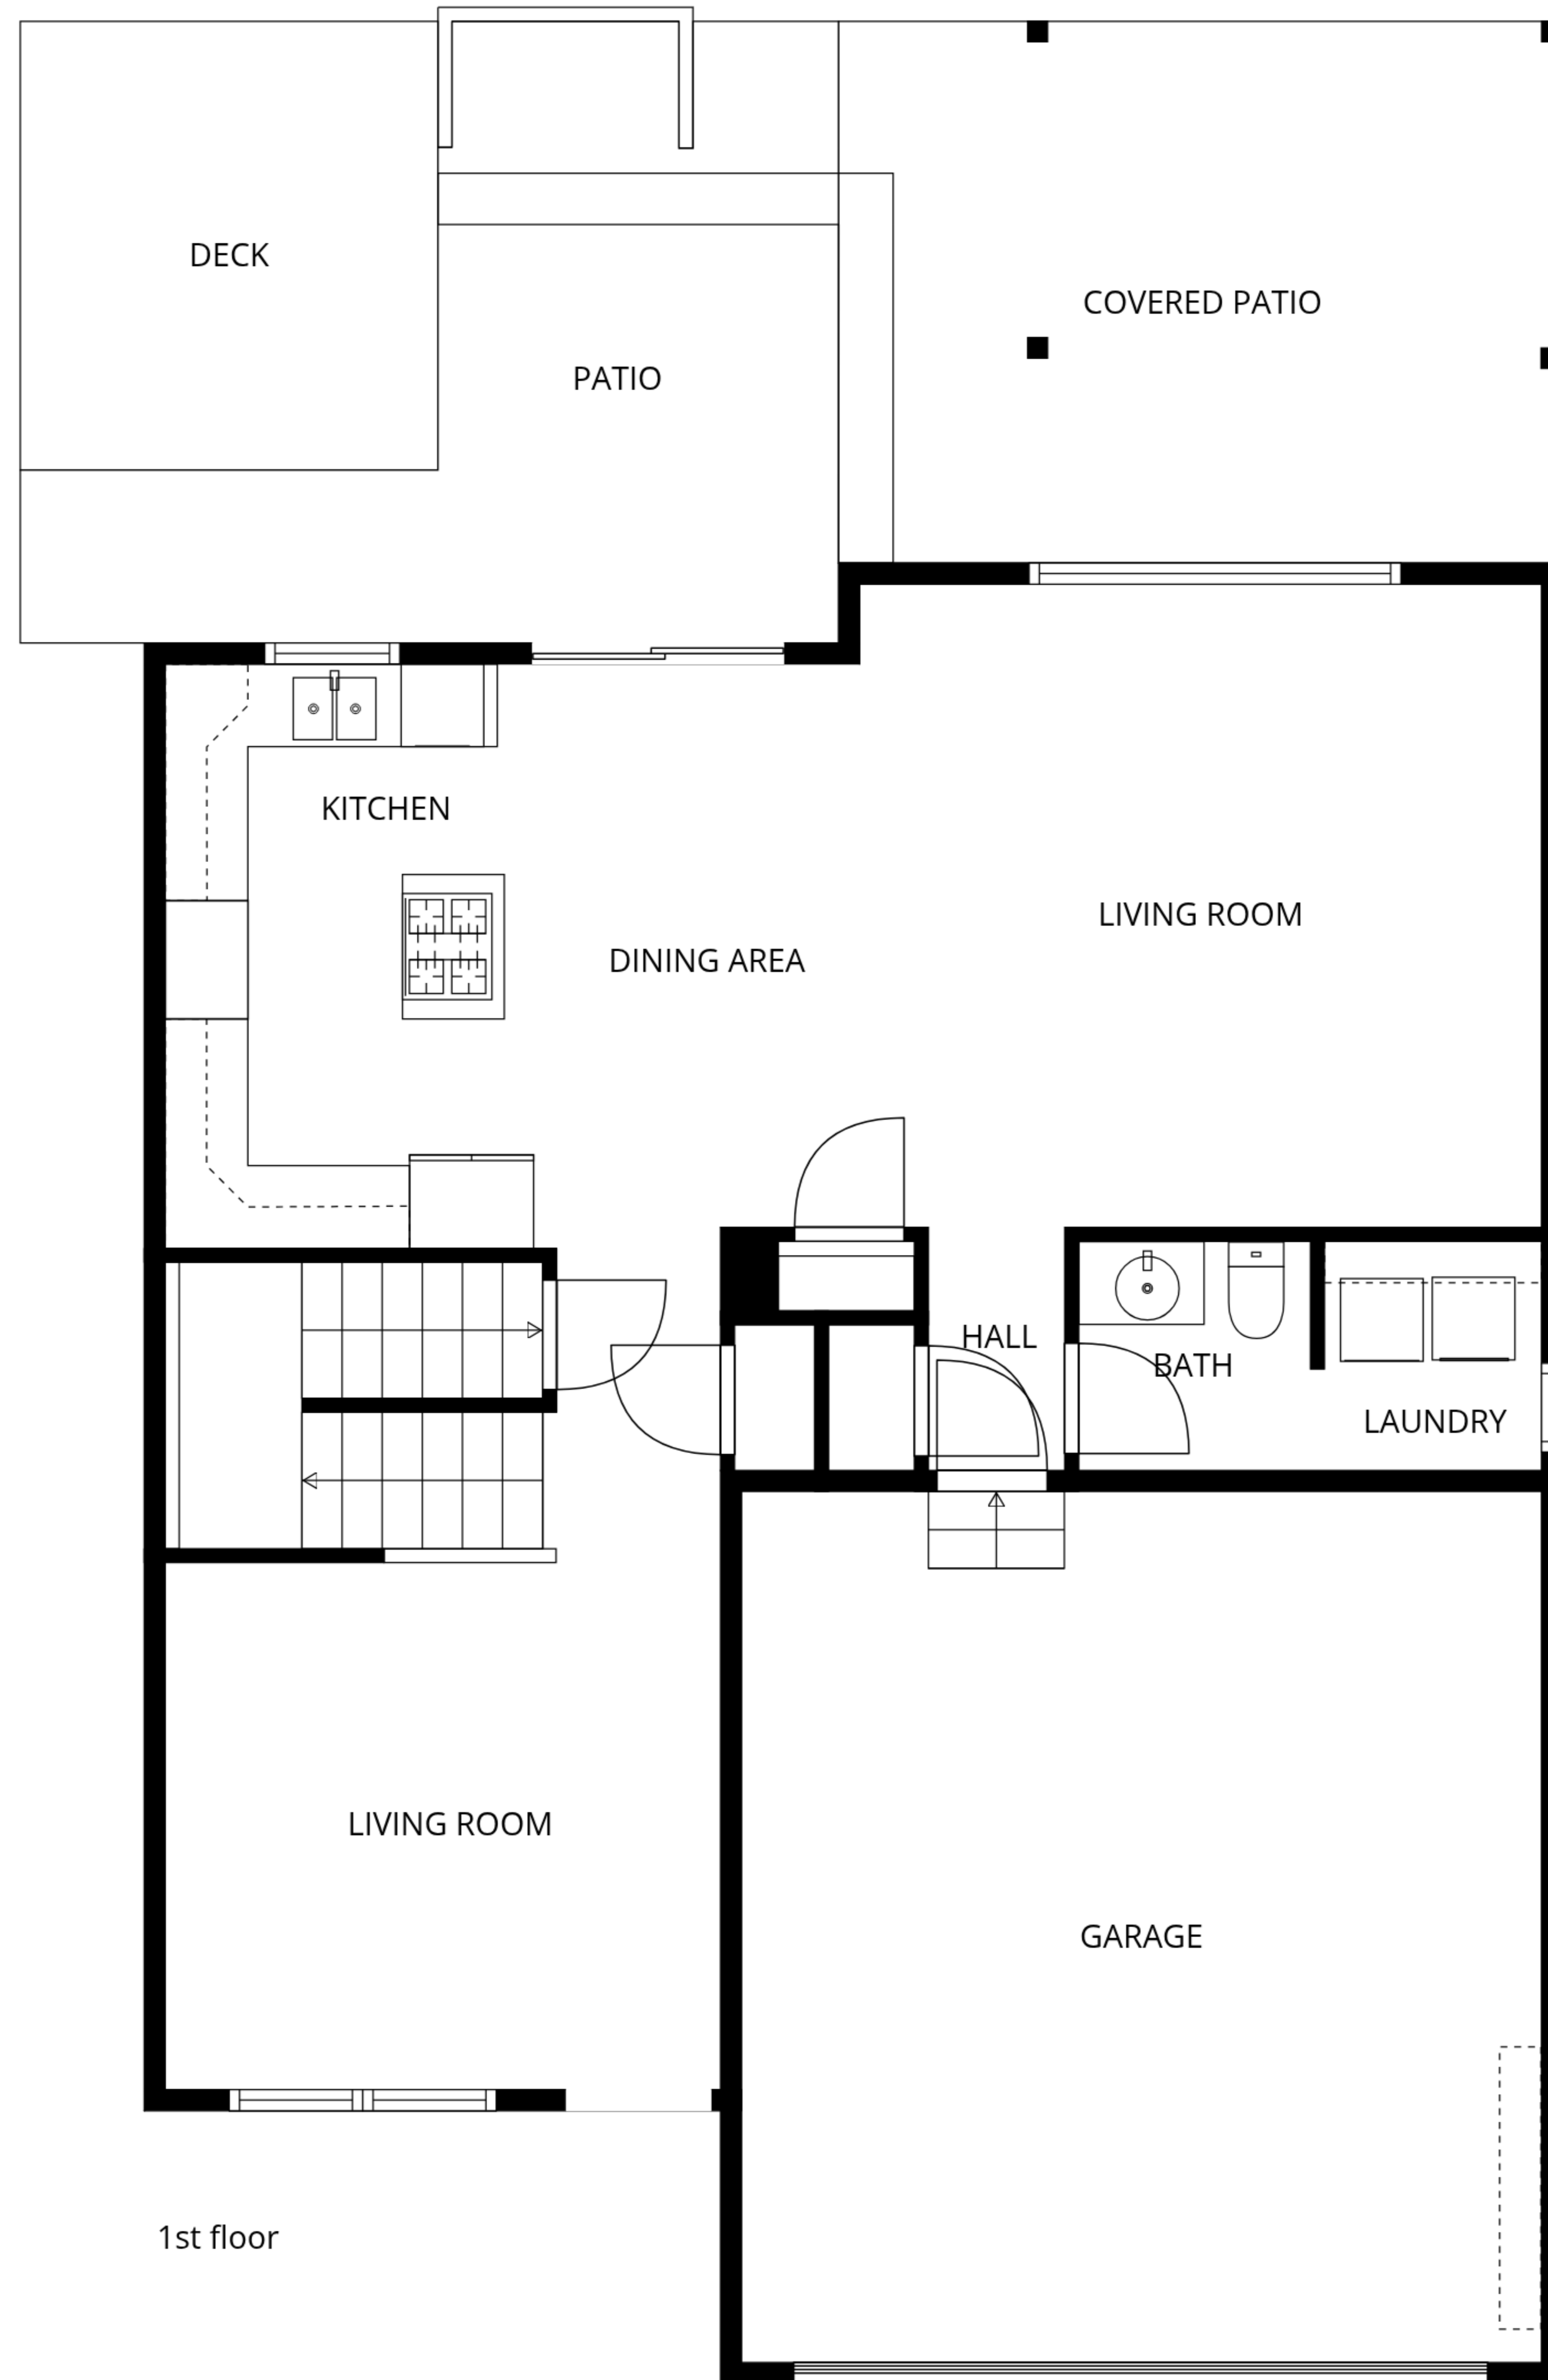 DECK
COVERED PATIO
PATIO
KITCHEN
LIVING ROOM
DINING AREA
HALL
BATH
LAUNDRY
LIVING ROOM
GARAGE
1st floor